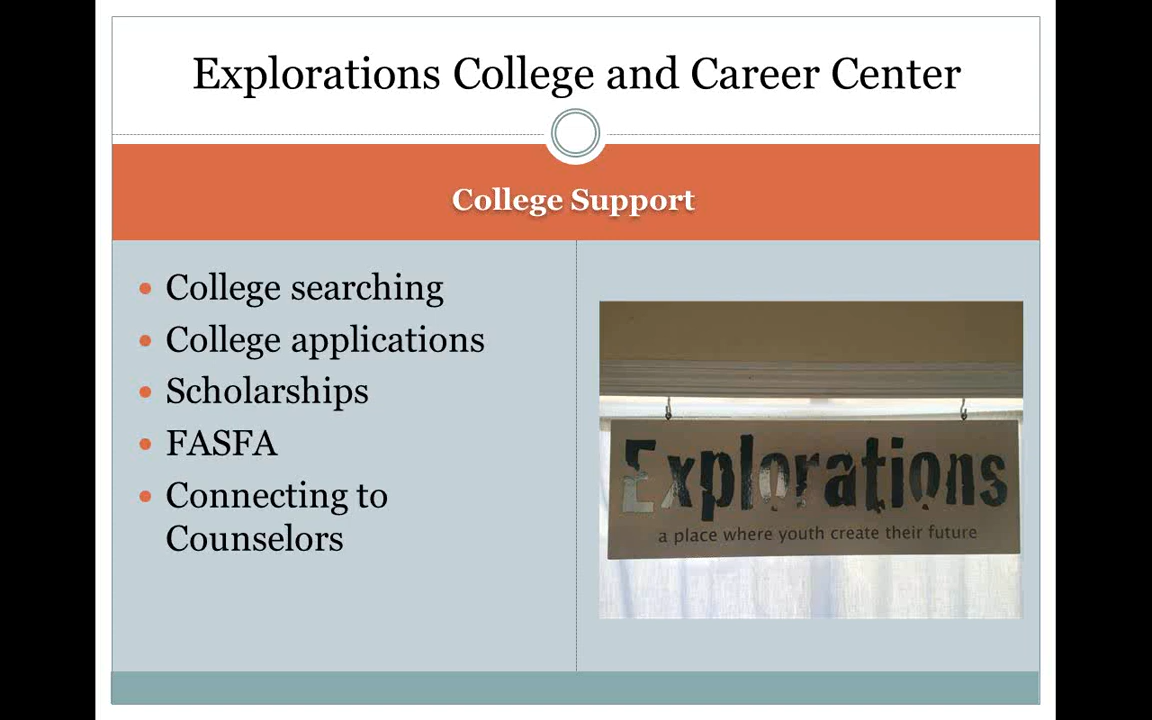 Explorations College and Career Center
College Support
• College searching
• College applications
• Scholarships
• FASFA
• Connecting to
Counselors
Explorations
a place where youth create their future